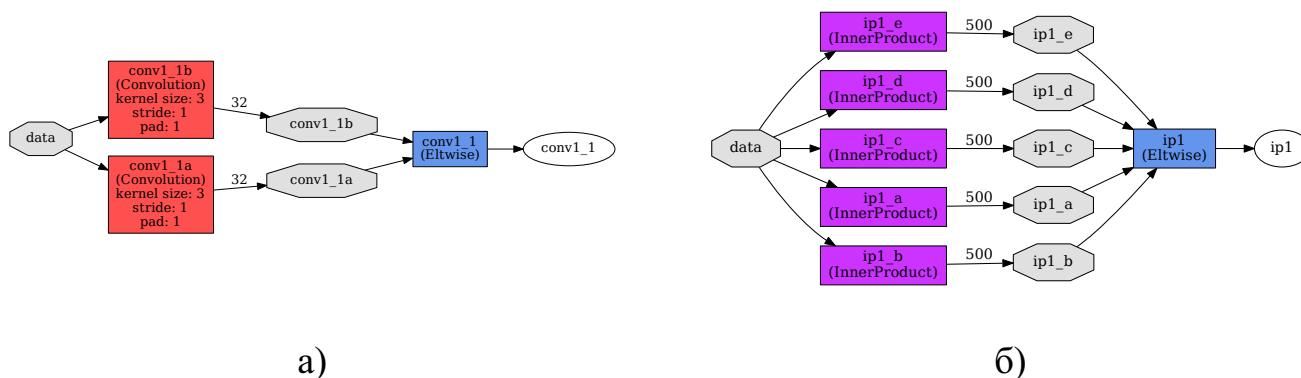 data
conv1_1b
(Convolution)
kernel size: 3
stride: 1
pad: 1
32
conv1_1b
conv1_1a
(Convolution)
kernel size: 3
stride: 1
pad: 1
32
conv1_1a
conv1_1
(Eltwise)
conv1_1
а)
data
ip1_e
(InnerProduct)
500
ip1_e
ip1_d
(InnerProduct)
500
ip1_d
ip1_c
(InnerProduct)
500
ip1_c
ip1_a
(InnerProduct)
500
ip1_a
ip1_b
(InnerProduct)
500
ip1_b
ip1
(Eltwise)
ip1
б)